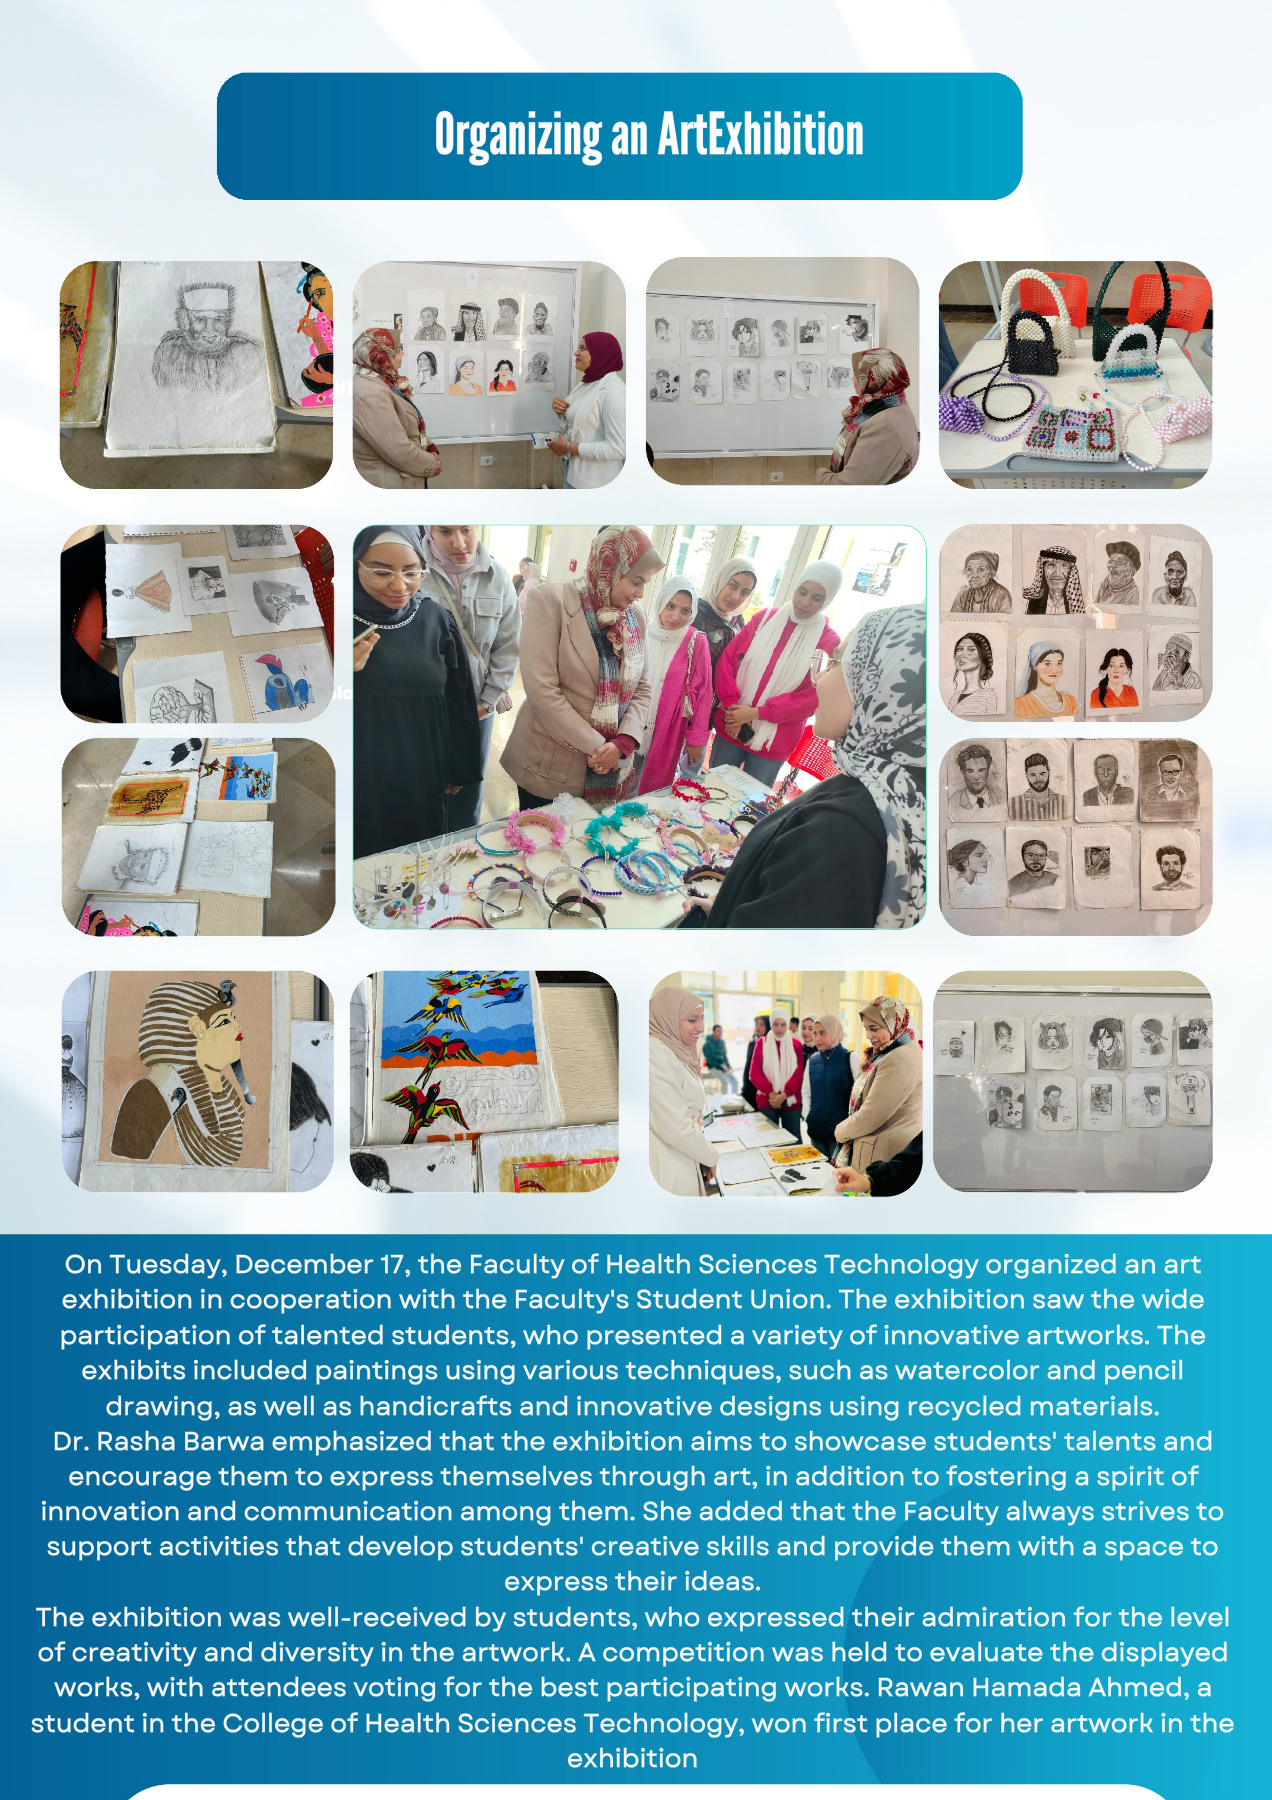 Organizing an ArtExhibition
AYA
On Tuesday, December 17, the Faculty of Health Sciences Technology organized an art
exhibition in cooperation with the Faculty's Student Union. The exhibition saw the wide
participation of talented students, who presented a variety of innovative artworks. The
exhibits included paintings using various techniques, such as watercolor and pencil
drawing, as well as handicrafts and innovative designs using recycled materials.
Dr. Rasha Barwa emphasized that the exhibition aims to showcase students' talents and
encourage them to express themselves through art, in addition to fostering a spirit of
innovation and communication among them. She added that the Faculty always strives to
support activities that develop students' creative skills and provide them with a space to
express their ideas.
The exhibition was well-received by students, who expressed their admiration for the level
of creativity and diversity in the artwork. A competition was held to evaluate the displayed
works, with attendees voting for the best participating works. Rawan Hamada Ahmed, a
student in the College of Health Sciences Technology, won first place for her artwork in the
exhibition